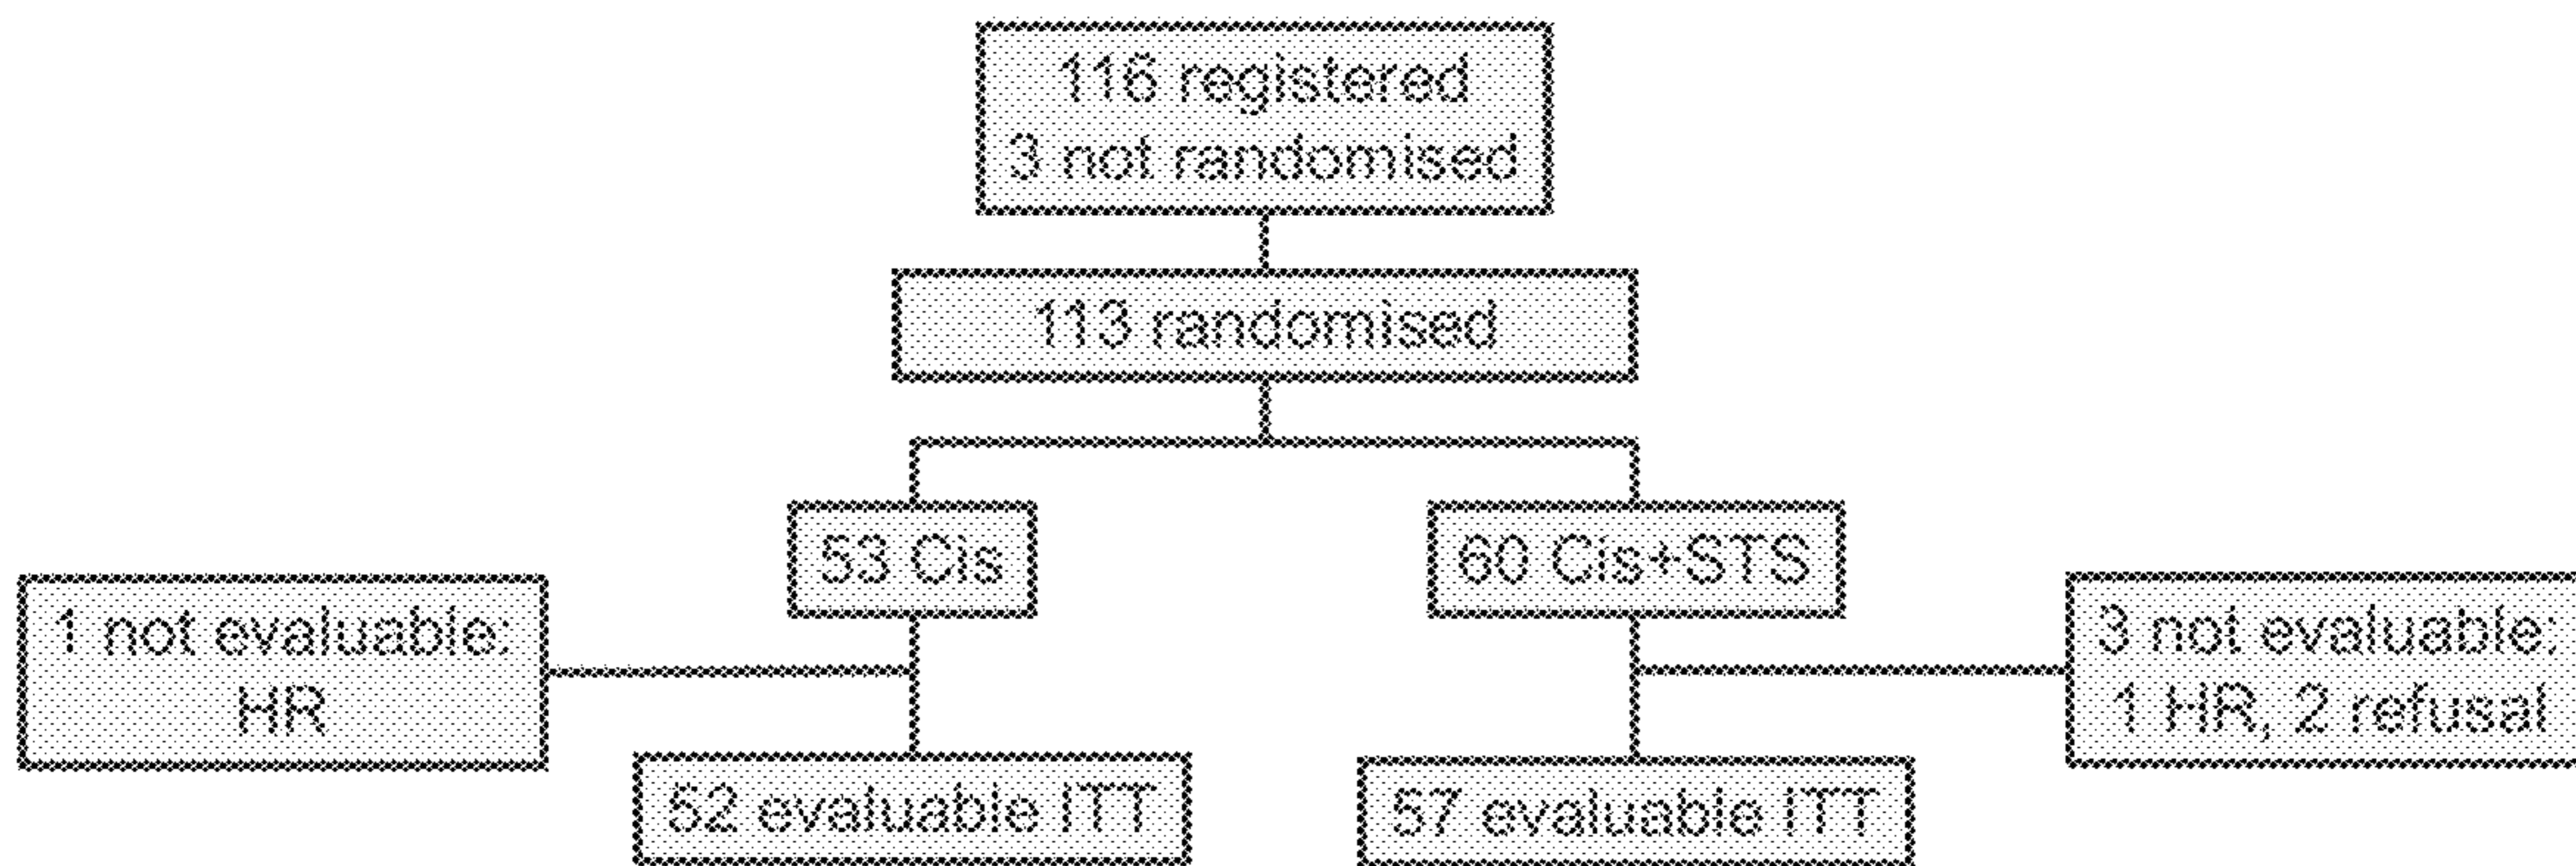 116 registered
3 not randomised
113 randomised
53 Cis
60 Cis+STS
1 not evaluable:
HR
3 not evaluable:
1 HR, 2 refusal
52 evaluable ITT
57 evaluable ITT